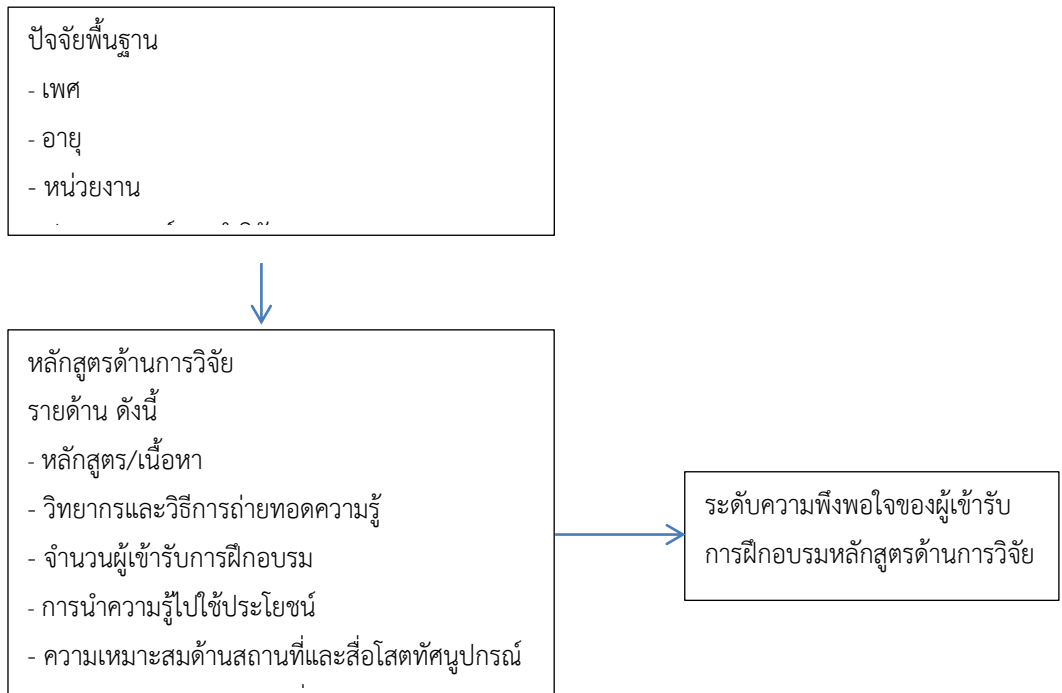 ปัจจัยพื้นฐาน
- เพศ
- อายุ
- หน่วยงาน
หลักสูตรด้านการวิจัย
รายด้าน ดังนี้
- หลักสูตร/เนื้อหา
- วิทยากรและวิธีการถ่ายทอดความรู้
- จำนวนผู้เข้ารับการฝึกอบรม
- การนำความรู้ไปใช้ประโยชน์
- ความเหมาะสมด้านสถานที่และสื่อโสตทัศนูปกรณ์
ระดับความพึงพอใจของผู้เข้ารับ
การฝึกอบรมหลักสูตรด้านการวิจัย